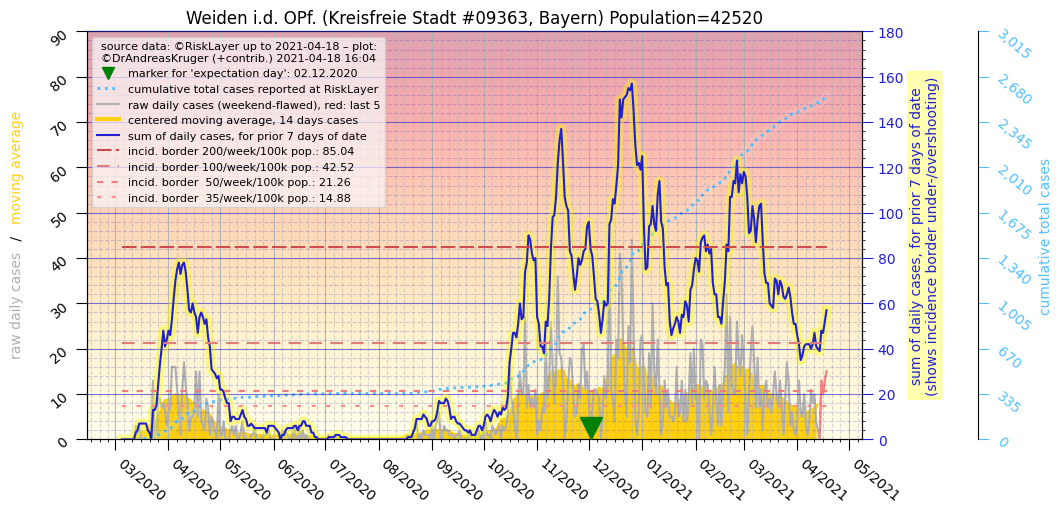 Weiden i.d. OPf. (Kreisfreie Stadt #09363, Bayern) Population=42520
source data: ©RiskLayer up to 2021-04-18 – plot:
©DrAndreasKruger (+contrib.) 2021-04-18 16:04
marker for 'expectation day': 02.12.2020
cumulative total cases reported at RiskLayer
raw daily cases (weekend-flawed), red: last 5
centered moving average, 14 days cases
sum of daily cases, for prior 7 days of date
incid. border 200/week/100k pop.: 85.04
incid. border 100/week/100k pop.: 42.52
incid. border  50/week/100k pop.: 21.26
incid. border  35/week/100k pop.: 14.88
raw daily cases / moving average
90
80
70
60
50
40
30
20
10
0
03/2020
04/2020
05/2020
06/2020
07/2020
08/2020
09/2020
10/2020
11/2020
12/2020
01/2021
02/2021
03/2021
04/2021
05/2021
180
160
140
120
100
80
60
40
20
0
sum of daily cases, for prior 7 days of date
(shows incidence border under-/overshooting)
3,015
2,680
2,345
2,010
1,675
1,340
1,005
670
335
0
cumulative total cases